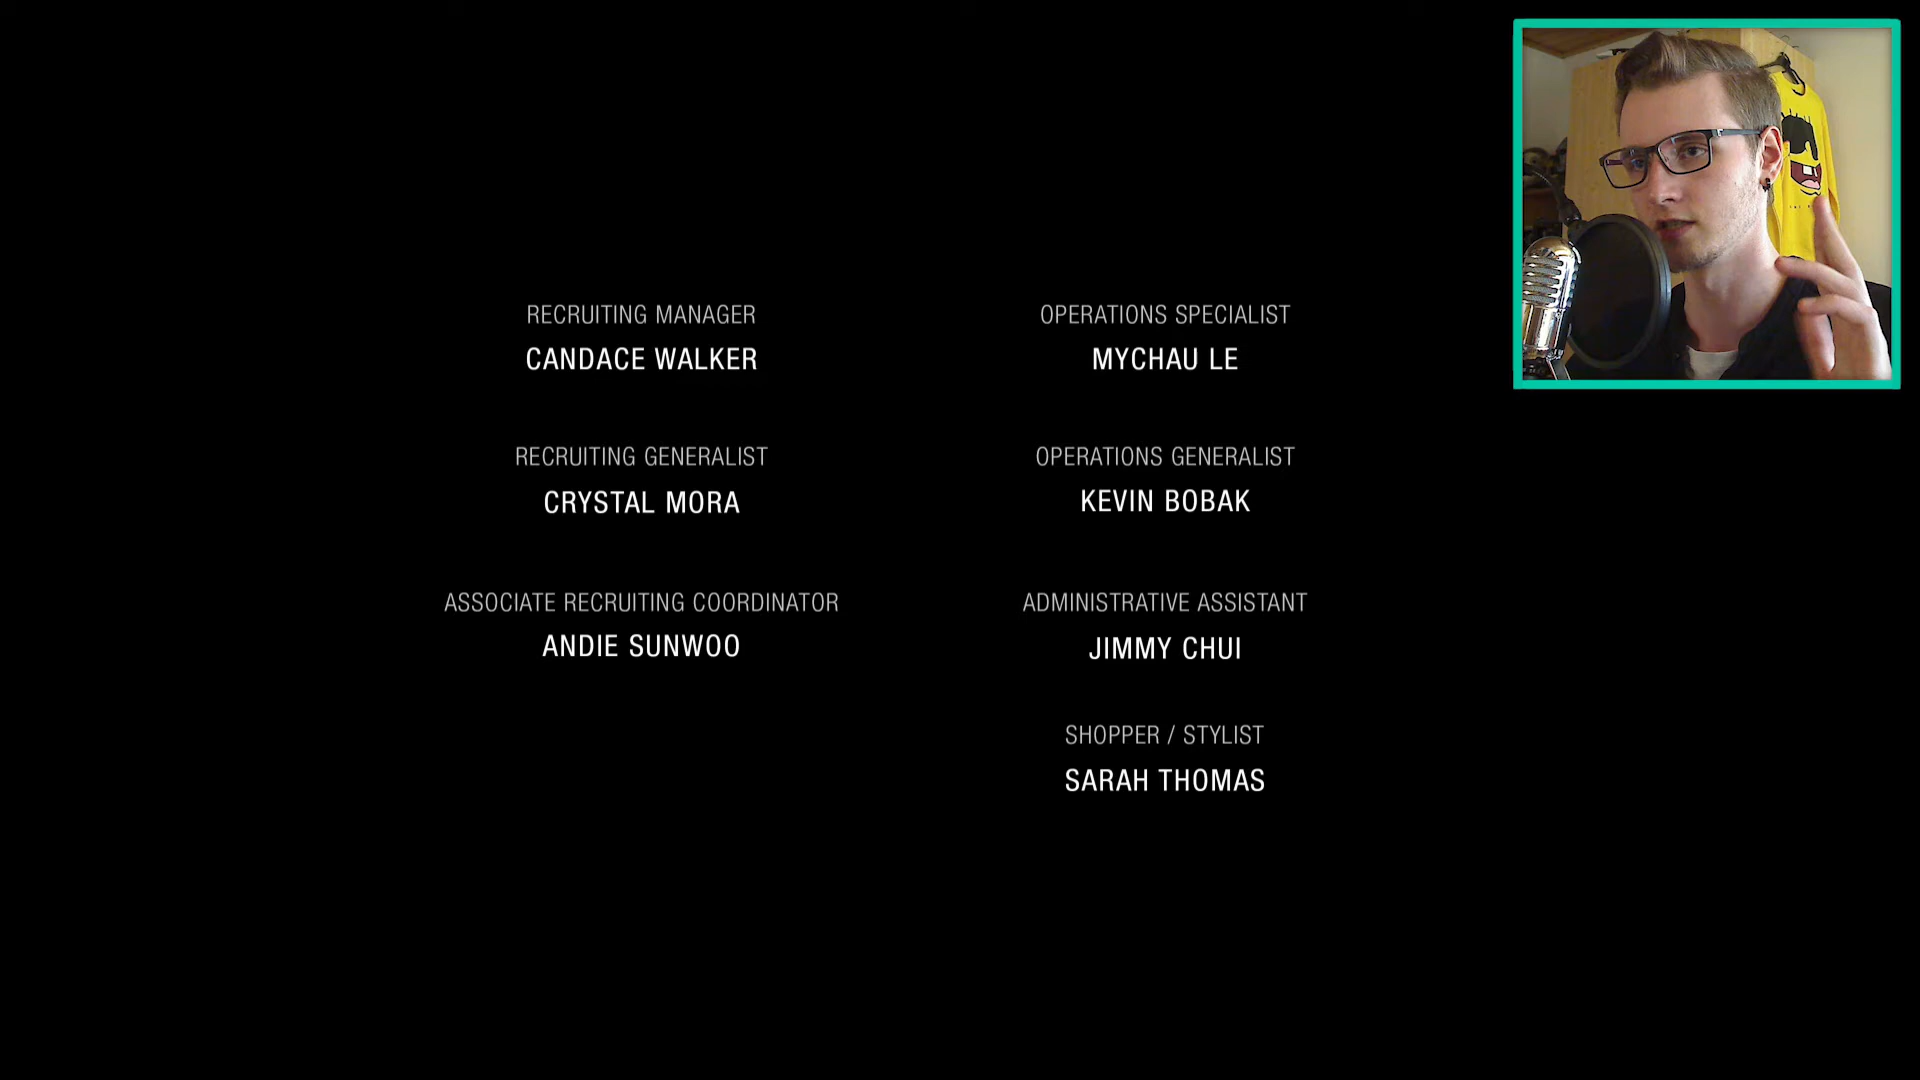 RECRUITING MANAGER
CANDACE WALKER
RECRUITING GENERALIST
CRYSTAL MORA
ASSOCIATE RECRUITING COORDINATOR
ANDIE SUNWOO
OPERATIONS SPECIALIST
MYCHAU LE
OPERATIONS GENERALIST
KEVIN BOBAK
ADMINISTRATIVE ASSISTANT
JIMMY CHUI
SHOPPER / STYLIST
SARAH THOMAS